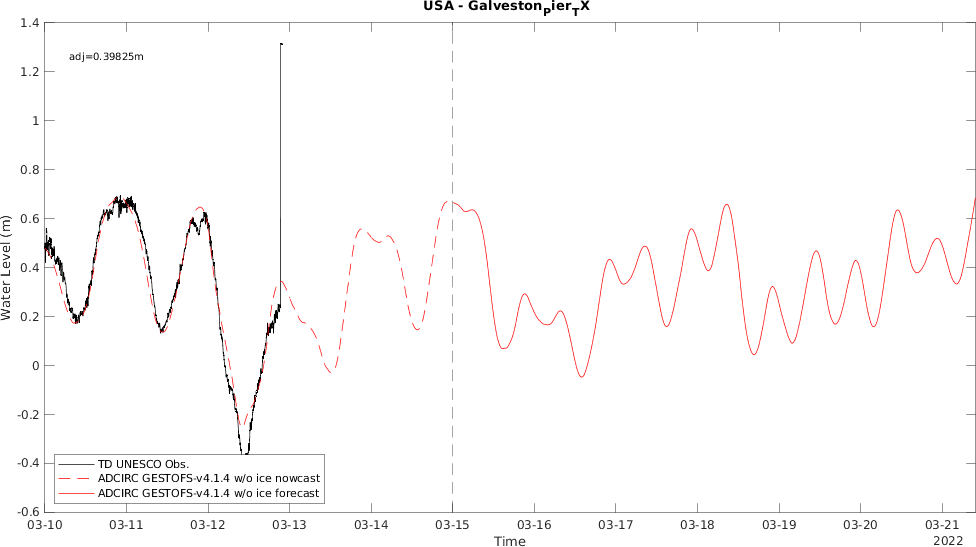 USA - GalvestonPierTX
1.4
adj=0.39825m
1.2
1
0.8
0.6
0.4
0.2
0
-0.2
-0.4
-0.6
Water Level (m)
TD UNESCO Obs.
ADCIRC GESTOFS-v4.1.4 w/o ice nowcast
ADCIRC GESTOFS-v4.1.4 w/o ice forecast
03-10 03-11 03-12 03-13 03-14 03-15 03-16 03-17 03-18 03-19 03-20 03-21
Time
2022